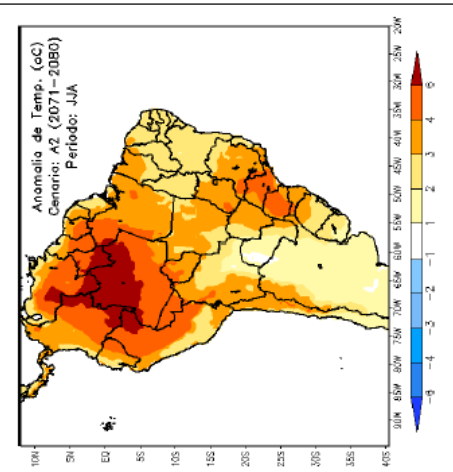 Anomalia de Temp. (oC)
Cenario: A2 (2071-2080)
Periodo: JJA
10N 5N EQ 5S 10S 15S 20S 25S 30S 35S 40S
90W 85W 80W 75W 70W 65W 60W 55W 50W 45W 40W 35W 30W 25W 20W
-6 -4 -3 -2 -1 1 2 3 4 6